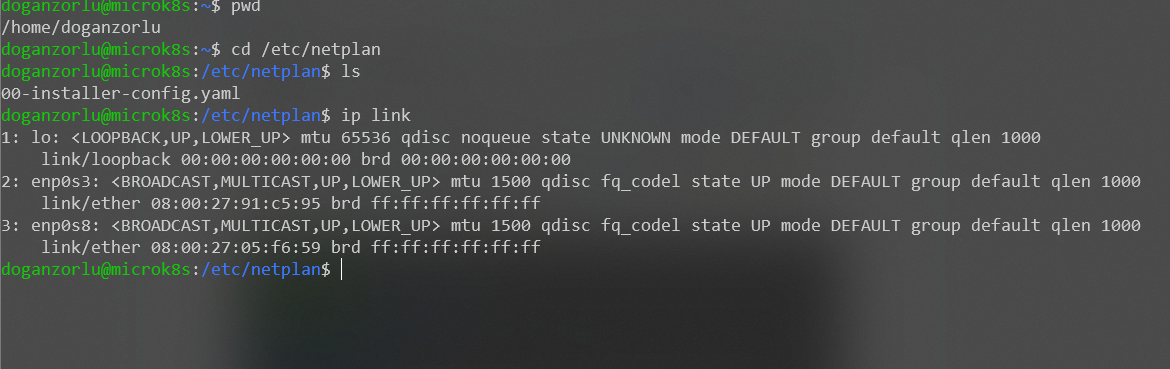 doganzorlu@microk8s:~$ pwd
/home/doganzorlu
doganzorlu@microk8s:~$ cd /etc/netplan
doganzorlu@microk8s:/etc/netplan$ ls
00-installer-config.yaml
doganzorlu@microk8s:/etc/netplan$ ip link
1: lo: <LOOPBACK,UP,LOWER_UP> mtu 65536 qdisc noqueue state UNKNOWN mode DEFAULT group default qlen 1000
    link/loopback 00:00:00:00:00:00 brd 00:00:00:00:00:00
2: enp0s3: <BROADCAST,MULTICAST,UP,LOWER_UP> mtu 1500 qdisc fq_codel state UP mode DEFAULT group default qlen 1000
    link/ether 08:00:27:91:c5:95 brd ff:ff:ff:ff:ff:ff
3: enp0s8: <BROADCAST,MULTICAST,UP,LOWER_UP> mtu 1500 qdisc fq_codel state UP mode DEFAULT group default qlen 1000
    link/ether 08:00:27:05:f6:59 brd ff:ff:ff:ff:ff:ff
doganzorlu@microk8s:/etc/netplan$